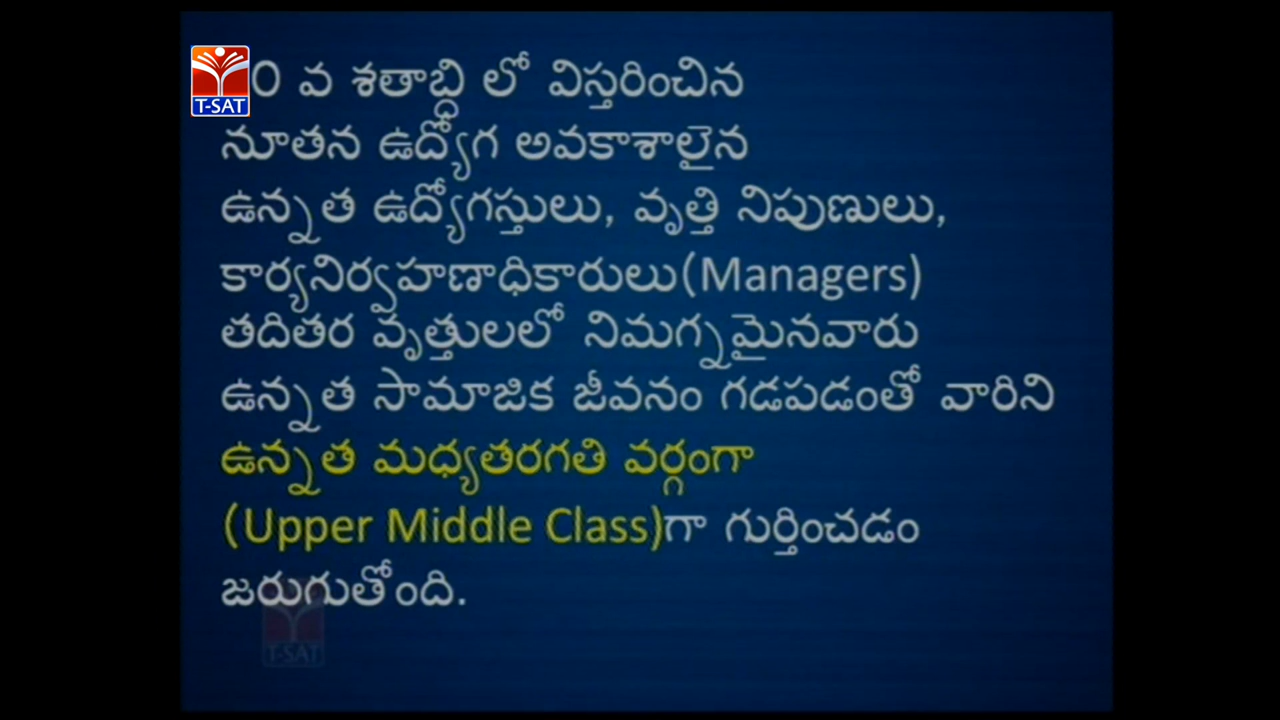 T-SAT
0 వ శతాబ్ధి లో విస్తరించిన
నూతన ఉద్యోగ అవకాశాలైన
ఉన్నత ఉద్యోగస్తులు, వృత్తి నిపుణులు,
కార్యనిర్వహణాధికారులు(Managers)
తదితర వృత్తులలో నిమగ్నమైనవారు
ఉన్నత సామాజిక జీవనం గడపడంతో వారిని
ఉన్నత మధ్యతరగతి వర్గంగా
(Upper Middle Class)గా గుర్తించడం
జరుగుతోంది.
T-SAT